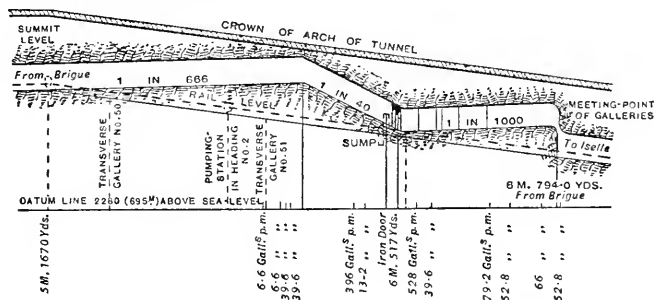 CROWN OF ARCH OF TUNNEL
SUMMIT
LEVEL
From Brigue
1 IN 666
1 IN 40
RAIL LEVEL
1 IN 1000
MEETING-POINT
OF GALLERIES
To Iselle
SUMP
TRANSVERSE
GALLERY NO. 50
PUMPING-
STATION
IN HEADING
NO. 2
TRANSVERSE
GALLERY
NO. 51
6 M. 794.0 YDS.
From Brigue
DATUM LINE 2280 (695M) ABOVE SEA LEVEL
5 M. 1670 Yds.
6.6 Gall.s p.m.
6.6 " "
39.6 " "
39.6 " "
396 Gall.s p.m.
13.2 " "
Iron Door
6 M. 517 Yds.
528 Gall.s p.m.
39.6 " "
79.2 Gall.s p.m.
52.8 " "
66 " "
52.8 " "